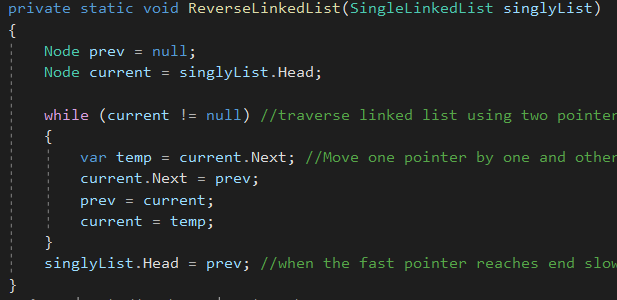 private static void ReverseLinkedList(SingleLinkedList singlyList)
{
Node prev = null;
Node current = singlyList.Head;
while (current != null) //traverse linked list using two pointer
{
var temp = current.Next; //Move one pointer by one and other
current.Next = prev;
prev = current;
current = temp;
}
singlyList.Head = prev; //when the fast pointer reaches end slow
}